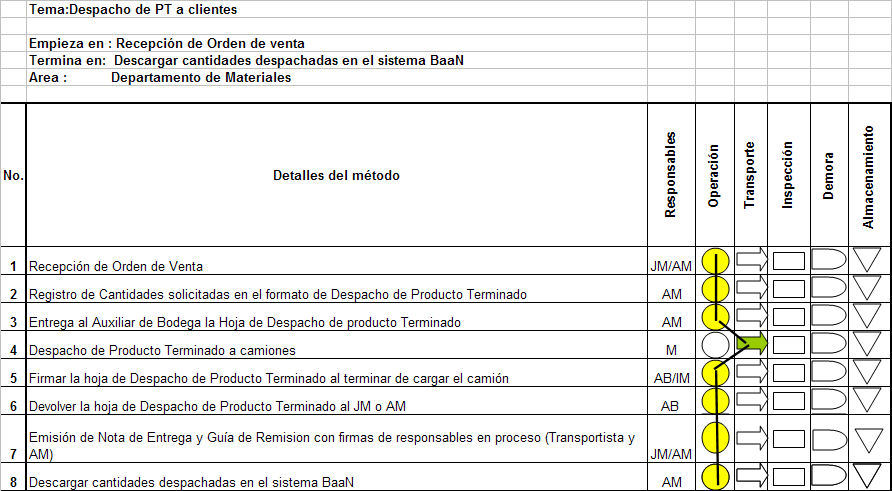 Tema:Despacho de PT a clientes
Empieza en : Recepción de Orden de venta
Termina en: Descargar cantidades despachadas en el sistema BaaN
Area : Departamento de Materiales
No. Detalles del método Responsables Operación Transporte Inspección Demora Almacenamiento
1 Recepción de Orden de Venta JM/AM
2 Registro de Cantidades solicitadas en el formato de Despacho de Producto Terminado AM
3 Entrega al Auxiliar de Bodega la Hoja de Despacho de producto Terminado AM
4 Despacho de Producto Terminado a camiones M
5 Firmar la hoja de Despacho de Producto Terminado al terminar de cargar el camión AB/IM
6 Devolver la hoja de Despacho de Producto Terminado al JM o AM AB
Emisión de Nota de Entrega y Guía de Remision con firmas de responsables en proceso (Transportista y
7 AM) JM/AM
8 Descargar cantidades despachadas en el sistema BaaN AM